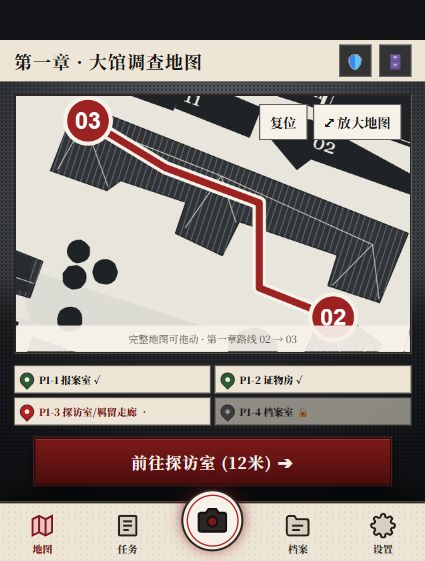 第一章 · 大馆调查地图
03
11
复位
⤢ 放大地图
02
02
完整地图可拖动 · 第一章路线 02 → 03
P1-1 报案室 √
P1-2 证物房 √
P1-3 探访室/羁留走廊 ·
P1-4 档案室 🔒
前往探访室 (12米) ➔
地图
任务
档案
设置